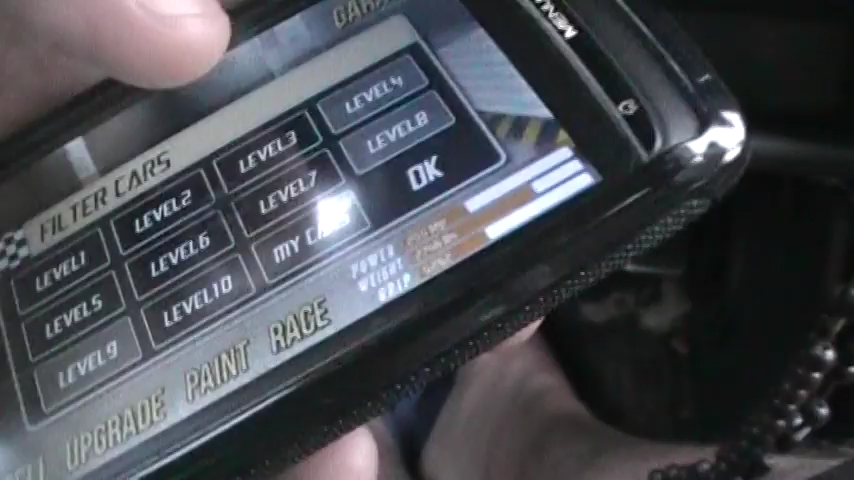 MENU
GARA
FILTER CARS
LEVEL1 LEVEL2 LEVEL3 LEVEL4
LEVEL5 LEVEL6 LEVEL7 LEVEL8
LEVEL9 LEVEL10 MY OK
POWER
WEIGHT
GRIP
UPGRADE PAINT RACE